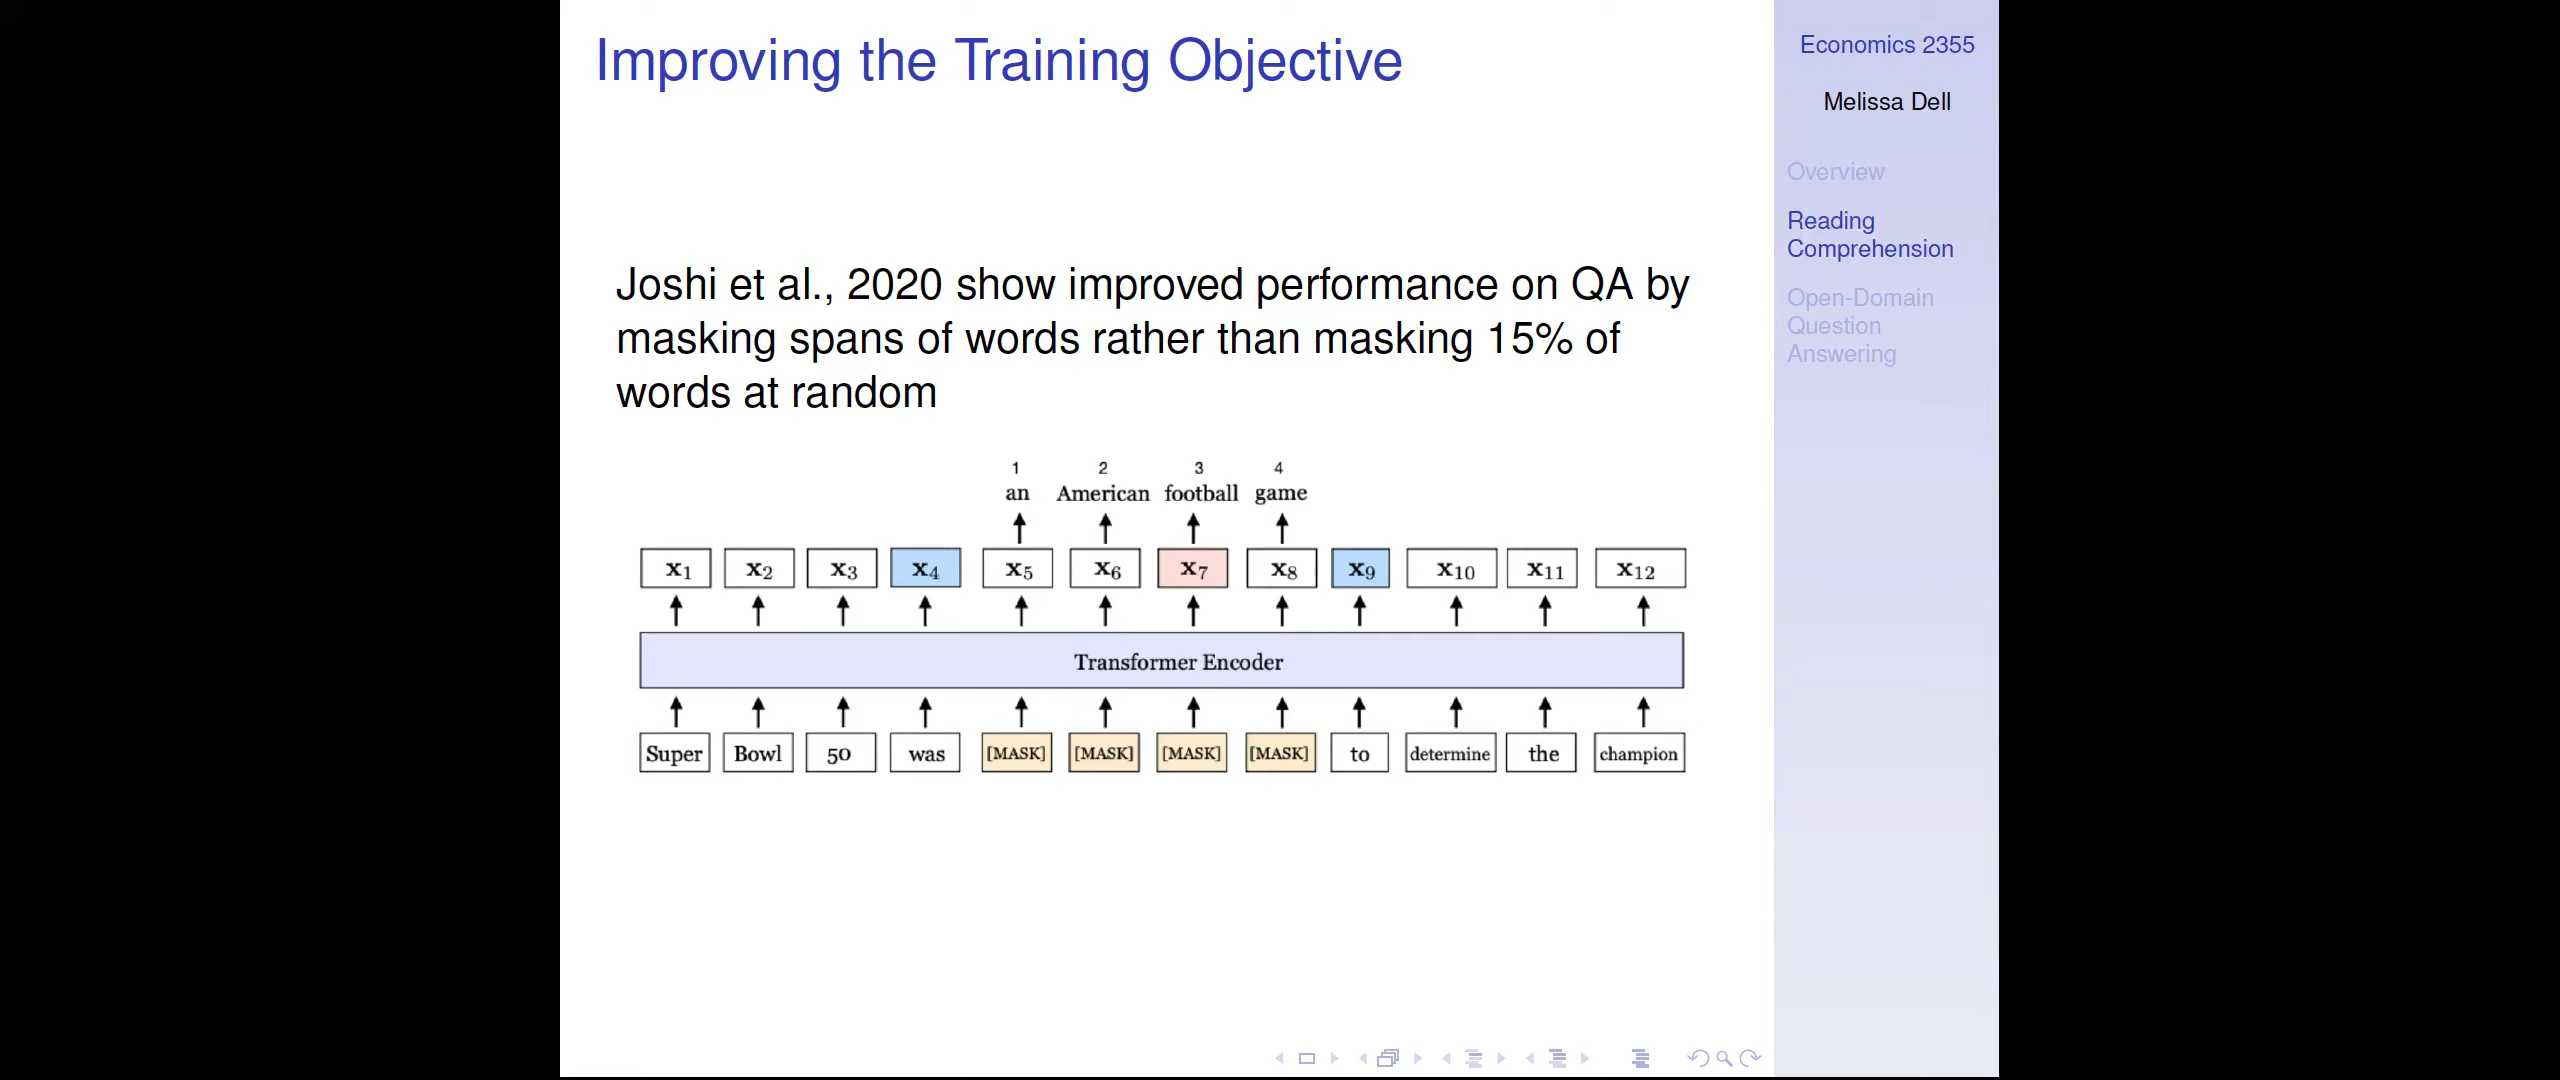 Improving the Training Objective
Joshi et al., 2020 show improved performance on QA by
masking spans of words rather than masking 15% of
words at random
1 2 3 4
an American football game
x1 x2 x3 x4 x5 x6 x7 x8 x9 x10 x11 x12
Transformer Encoder
Super Bowl 50 was [MASK] [MASK] [MASK] [MASK] to determine the champion
Economics 2355
Melissa Dell
Overview
Reading
Comprehension
Open-Domain
Question
Answering